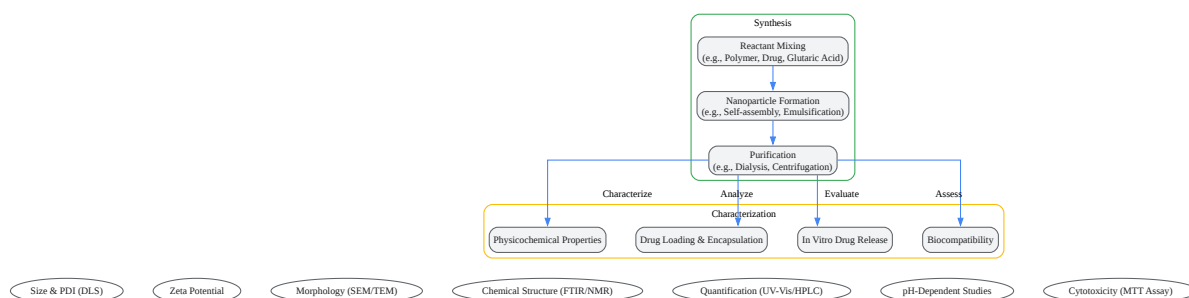 Synthesis
Reactant Mixing
(e.g., Polymer, Drug, Glutaric Acid)
Nanoparticle Formation
(e.g., Self-assembly, Emulsification)
Purification
(e.g., Dialysis, Centrifugation)
Characterize
Analyze
Evaluate
Assess
Characterization
Physicochemical Properties
Drug Loading & Encapsulation
In Vitro Drug Release
Biocompatibility
Size & PDI (DLS)
Zeta Potential
Morphology (SEM/TEM)
Chemical Structure (FTIR/NMR)
Quantification (UV-Vis/HPLC)
pH-Dependent Studies
Cytotoxicity (MTT Assay)